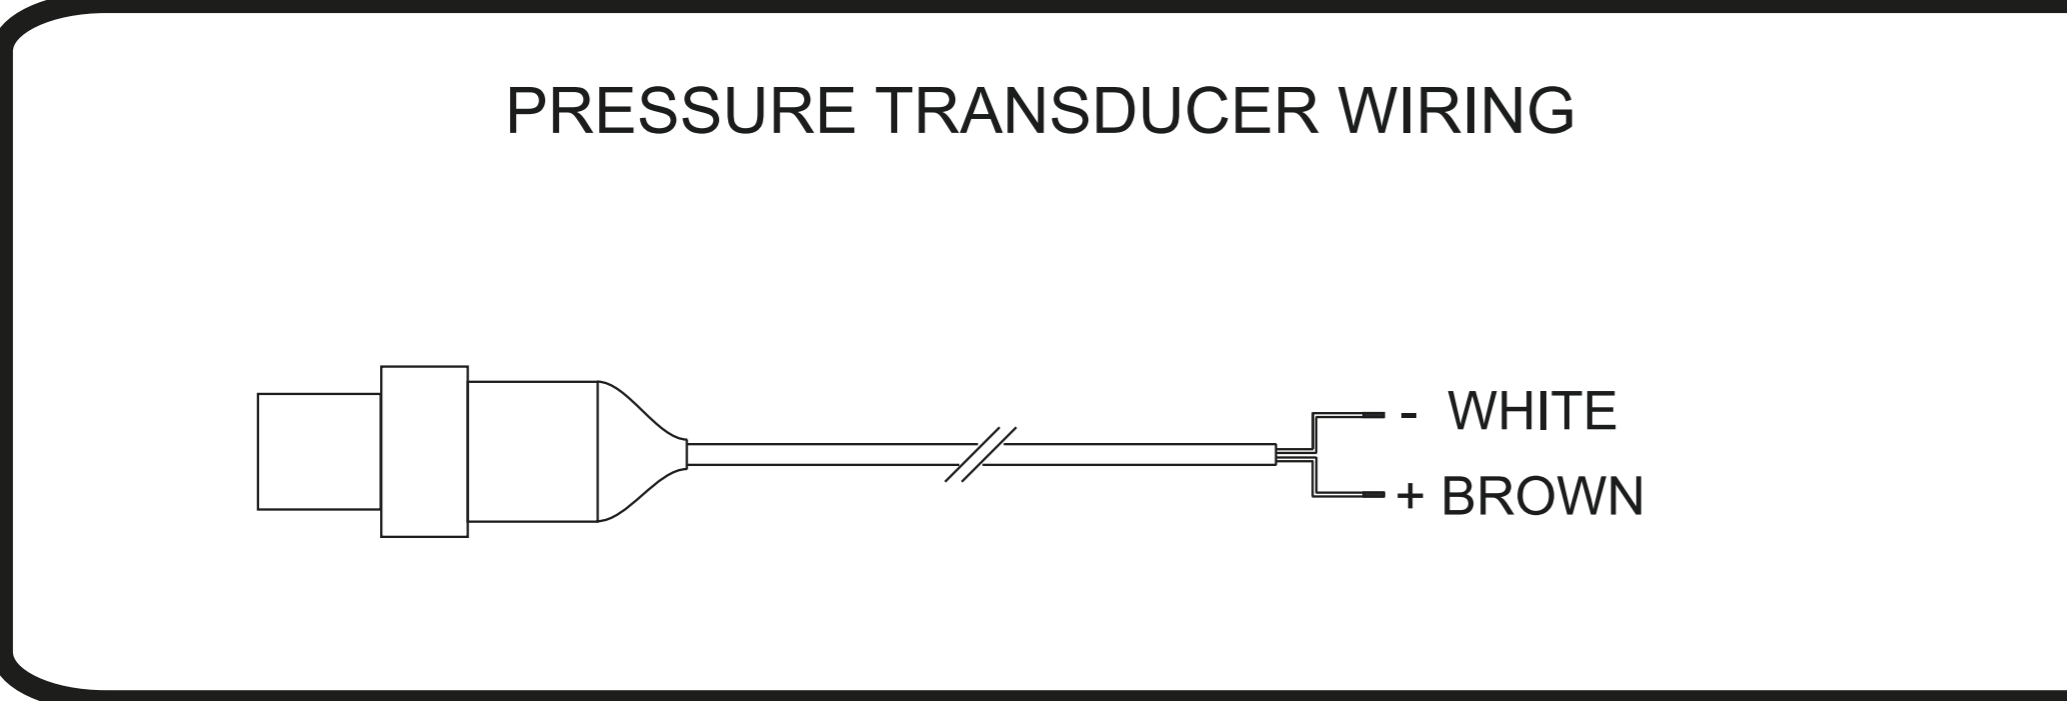 PRESSURE TRANSDUCER WIRING
- WHITE
+ BROWN